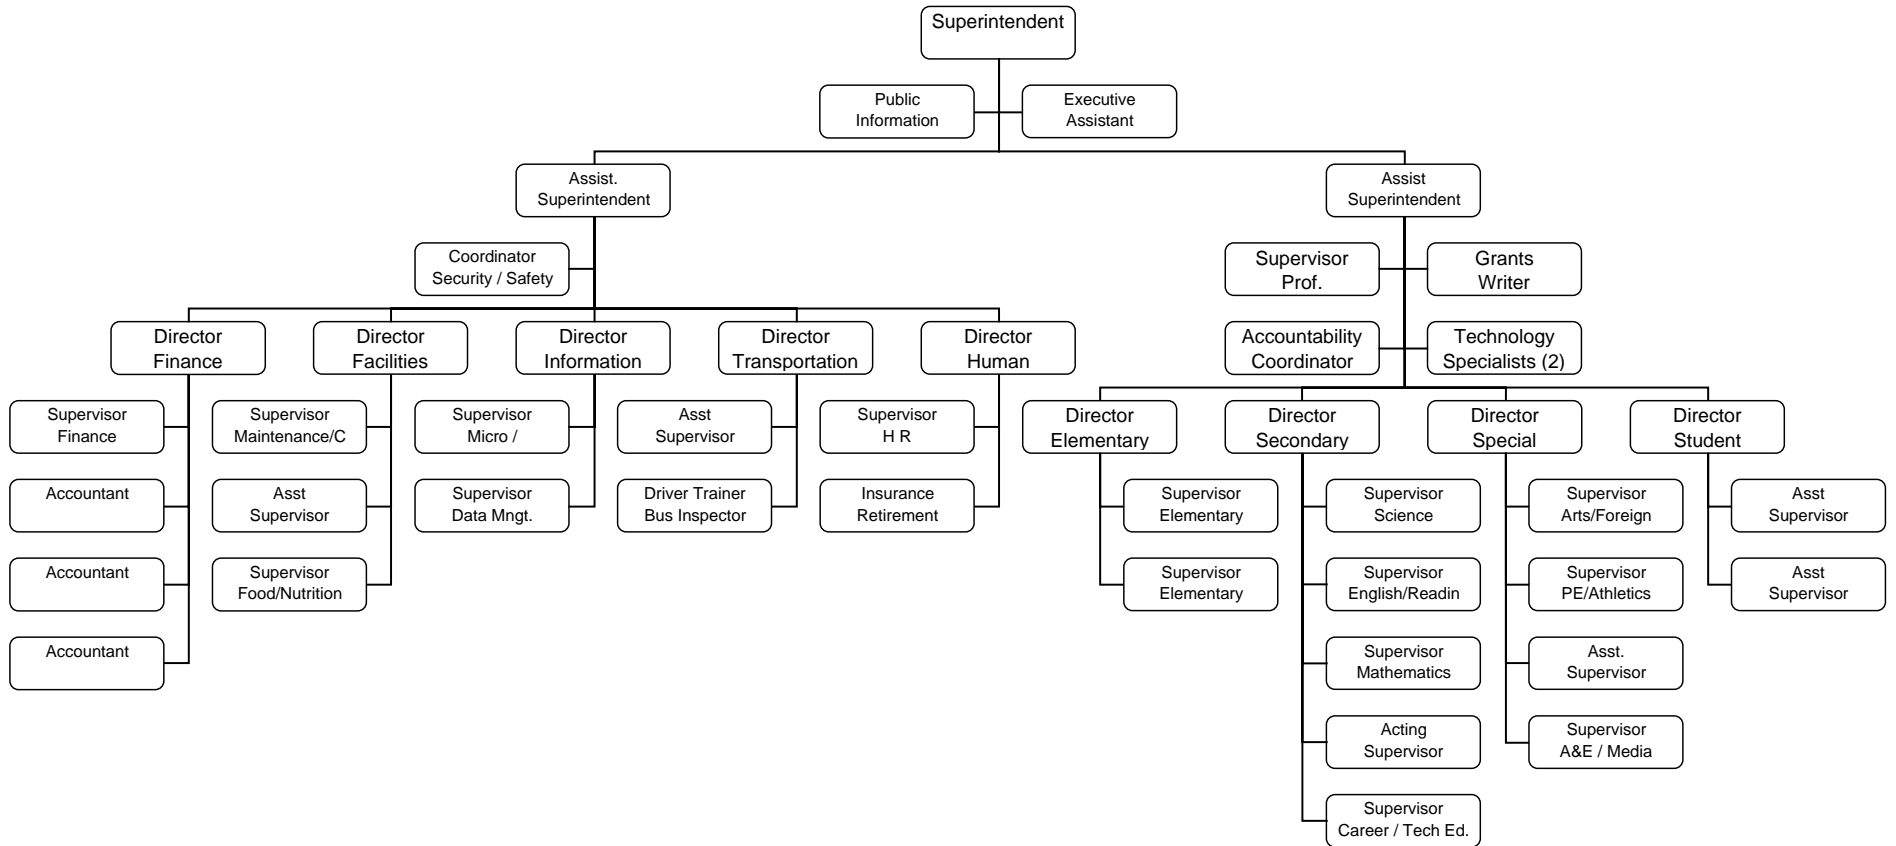 Superintendent
Public
Information
Executive
Assistant
Assist.
Superintendent
Assist
Superintendent
Coordinator
Security / Safety
Supervisor
Prof.
Grants
Writer
Accountability
Coordinator
Technology
Specialists (2)
Director
Finance
Director
Facilities
Director
Information
Director
Transportation
Director
Human
Supervisor
Finance
Accountant
Accountant
Accountant
Supervisor
Maintenance/C
Asst
Supervisor
Supervisor
Food/Nutrition
Supervisor
Micro /
Supervisor
Data Mngt.
Asst
Supervisor
Driver Trainer
Bus Inspector
Supervisor
H R
Insurance
Retirement
Director
Elementary
Director
Secondary
Director
Special
Director
Student
Supervisor
Elementary
Supervisor
Elementary
Supervisor
Science
Supervisor
English/Readin
Supervisor
Mathematics
Acting
Supervisor
Supervisor
Career / Tech Ed.
Supervisor
Arts/Foreign
Supervisor
PE/Athletics
Asst.
Supervisor
Supervisor
A&E / Media
Asst
Supervisor
Asst
Supervisor